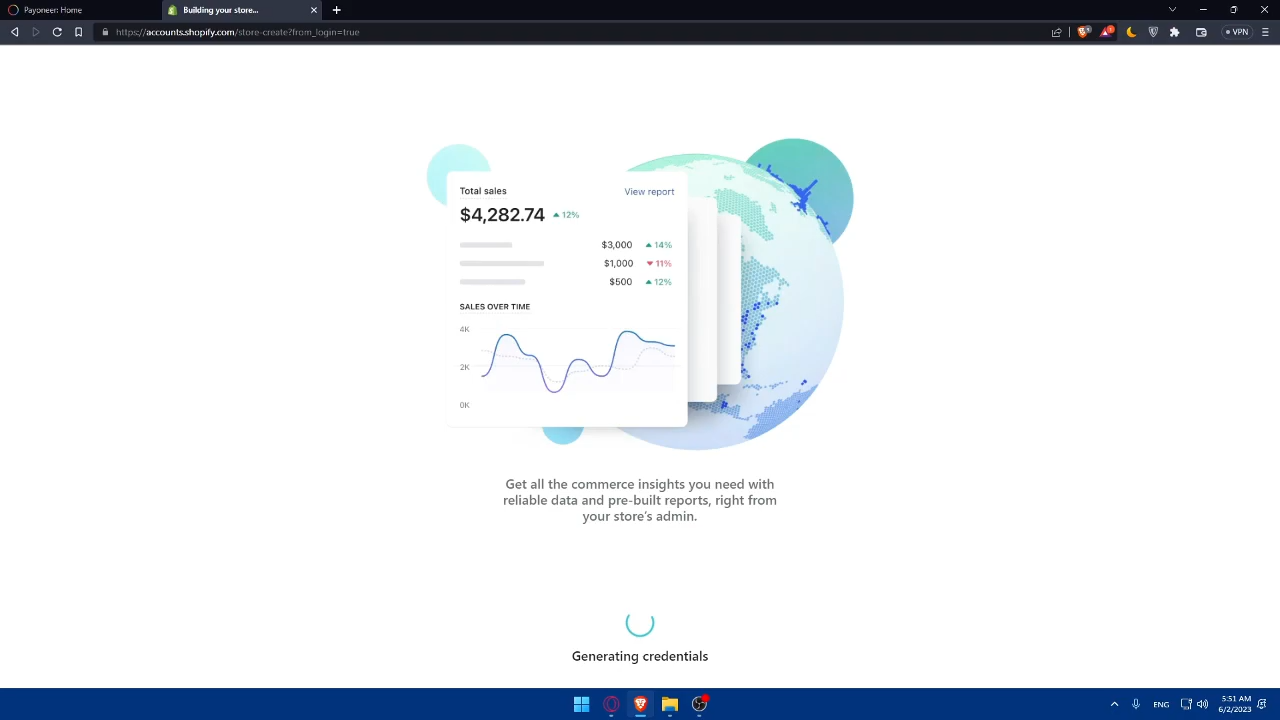 Payoneer: Home
Building your store...
https://accounts.shopify.com/store-create?from_login=true
VPN
Total sales
View report
$4,282.74
12%
$3,000 14%
$1,000 11%
$500 12%
SALES OVER TIME
4K
2K
0K
Get all the commerce insights you need with
reliable data and pre-built reports, right from
your store's admin.
Generating credentials
ENG
5:51 AM
6/2/2023